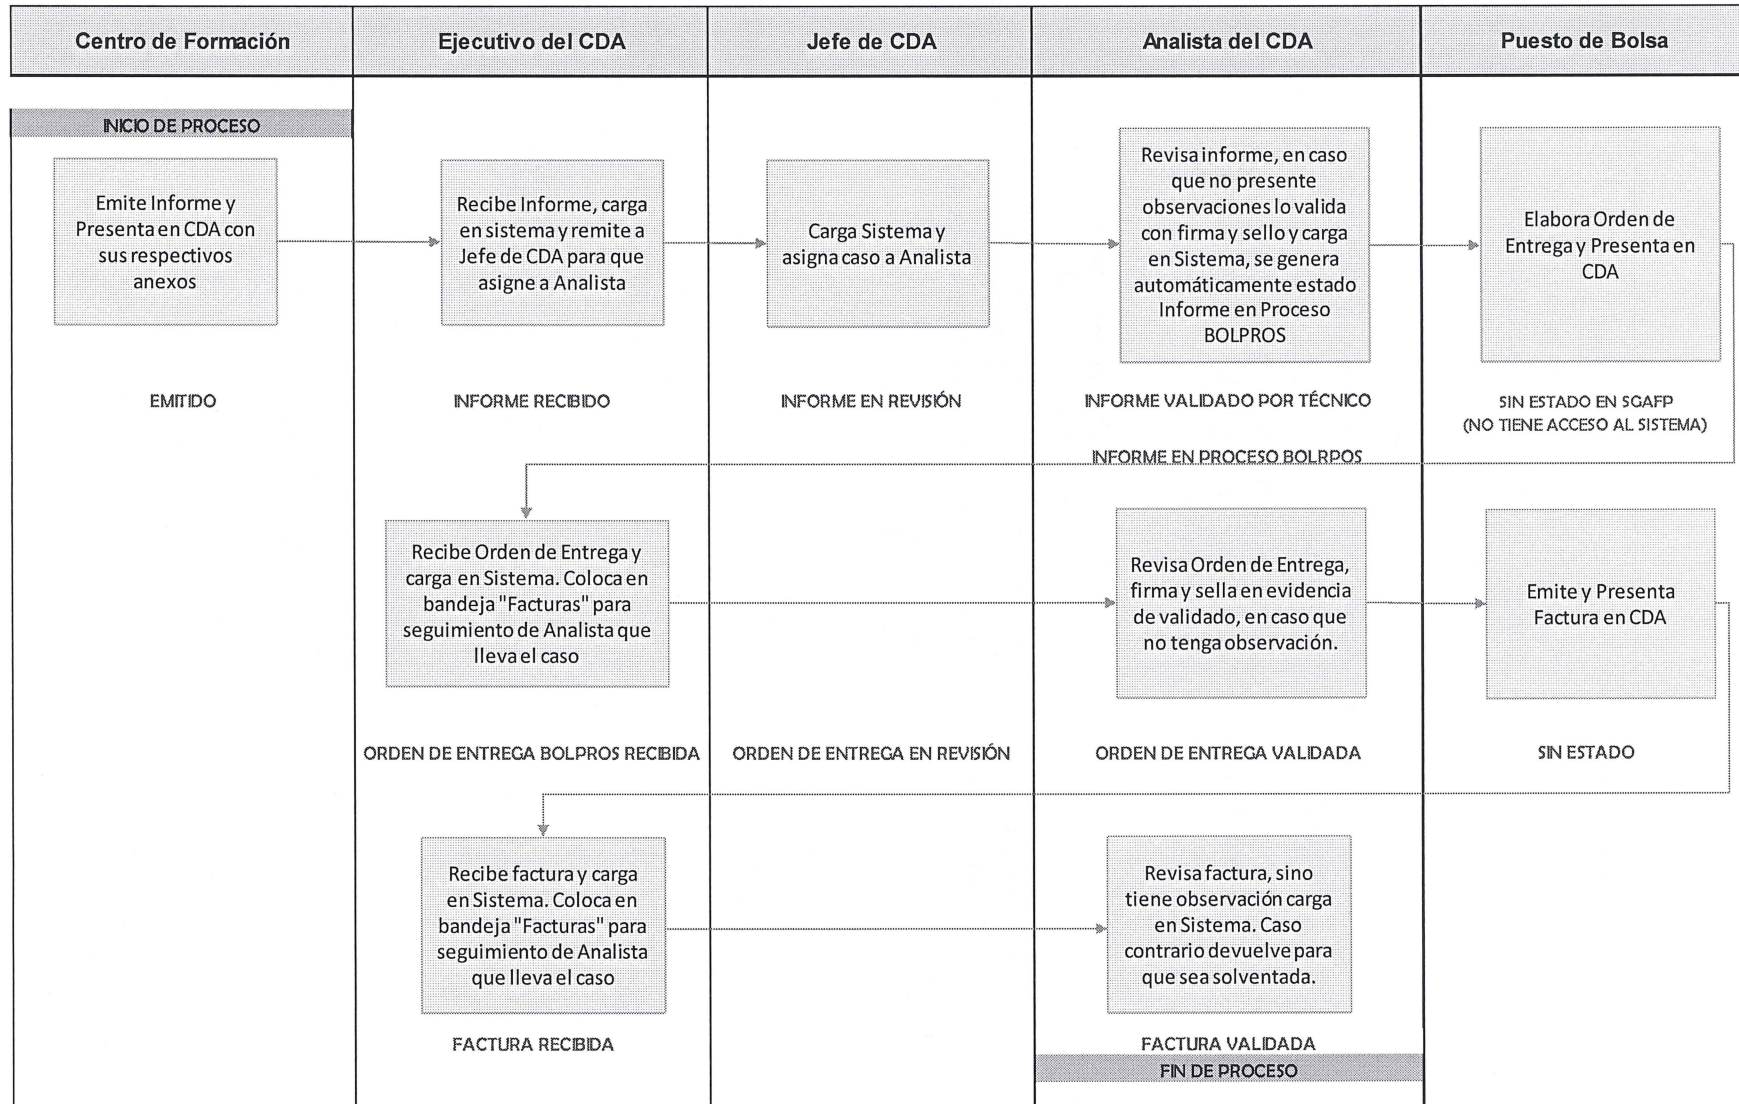 Centro de Formación
Ejecutivo del CDA
Jefe de CDA
Analista del CDA
Puesto de Bolsa
INICIO DE PROCESO
Emite Informe y
Presenta en CDA con
sus respectivos
anexos
Recibe Informe, carga
en sistema y remite a
Jefe de CDA para que
asigne a Analista
Carga Sistema y
asigna caso a Analista
Revisa informe, en caso
que no presente
observaciones lo valida
con firma y sello y carga
en Sistema, se genera
automáticamente estado
Informe en Proceso
BOLPROS
Elabora Orden de
Entrega y Presenta en
CDA
EMITIDO
INFORME RECIBIDO
INFORME EN REVISIÓN
INFORME VALIDADO POR TÉCNICO
SIN ESTADO EN SGAFP
(NO TIENE ACCESO AL SISTEMA)
INFORME EN PROCESO BOLRPOS
Recibe Orden de Entrega y
carga en Sistema. Coloca en
bandeja "Facturas" para
seguimiento de Analista que
lleva el caso
Revisa Orden de Entrega,
firma y sella en evidencia
de validado, en caso que
no tenga observación.
Emite y Presenta
Factura en CDA
ORDEN DE ENTREGA BOLPROS RECIBIDA
ORDEN DE ENTREGA EN REVISIÓN
ORDEN DE ENTREGA VALIDADA
SIN ESTADO
Recibe factura y carga
en Sistema. Coloca en
bandeja "Facturas" para
seguimiento de Analista
que lleva el caso
Revisa factura, sino
tiene observación carga
en Sistema. Caso
contrario devuelve para
que sea solventada.
FACTURA RECIBIDA
FACTURA VALIDADA
FIN DE PROCESO